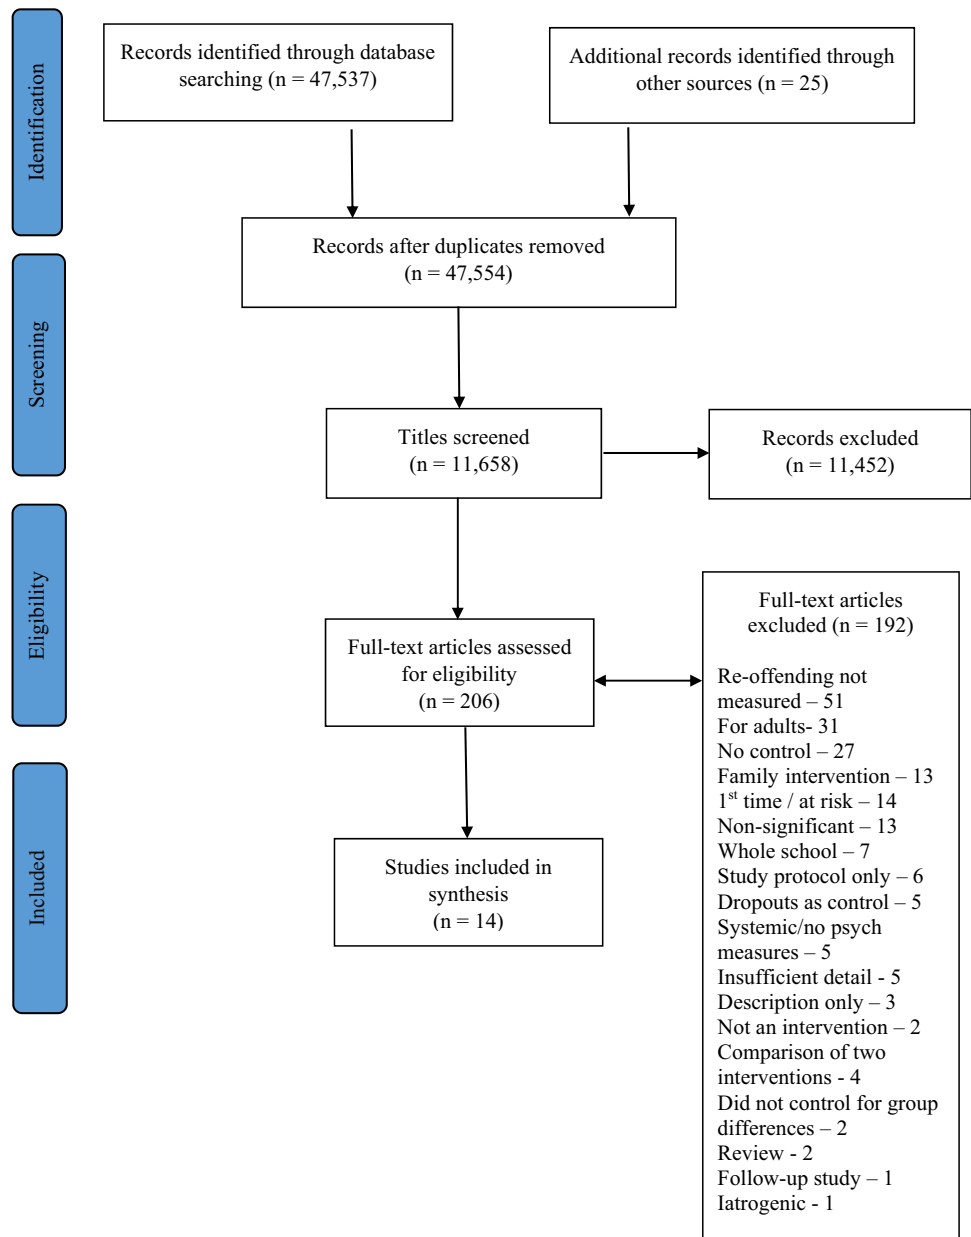 Identification
Records identified through database
searching (n = 47,537)
Additional records identified through
other sources (n = 25)
Records after duplicates removed
(n = 47,554)
Screening
Titles screened
(n = 11,658)
Records excluded
(n = 11,452)
Eligibility
Full-text articles assessed
for eligibility
(n = 206)
Full-text articles
excluded (n = 192)
Re-offending not
measured – 51
For adults- 31
No control – 27
Family intervention – 13
1st time / at risk – 14
Non-significant – 13
Whole school – 7
Study protocol only – 6
Dropouts as control – 5
Systemic/no psych
measures – 5
Insufficient detail - 5
Description only – 3
Not an intervention – 2
Comparison of two
interventions - 4
Did not control for group
differences – 2
Review - 2
Follow-up study – 1
Iatrogenic - 1
Included
Studies included in
synthesis
(n = 14)